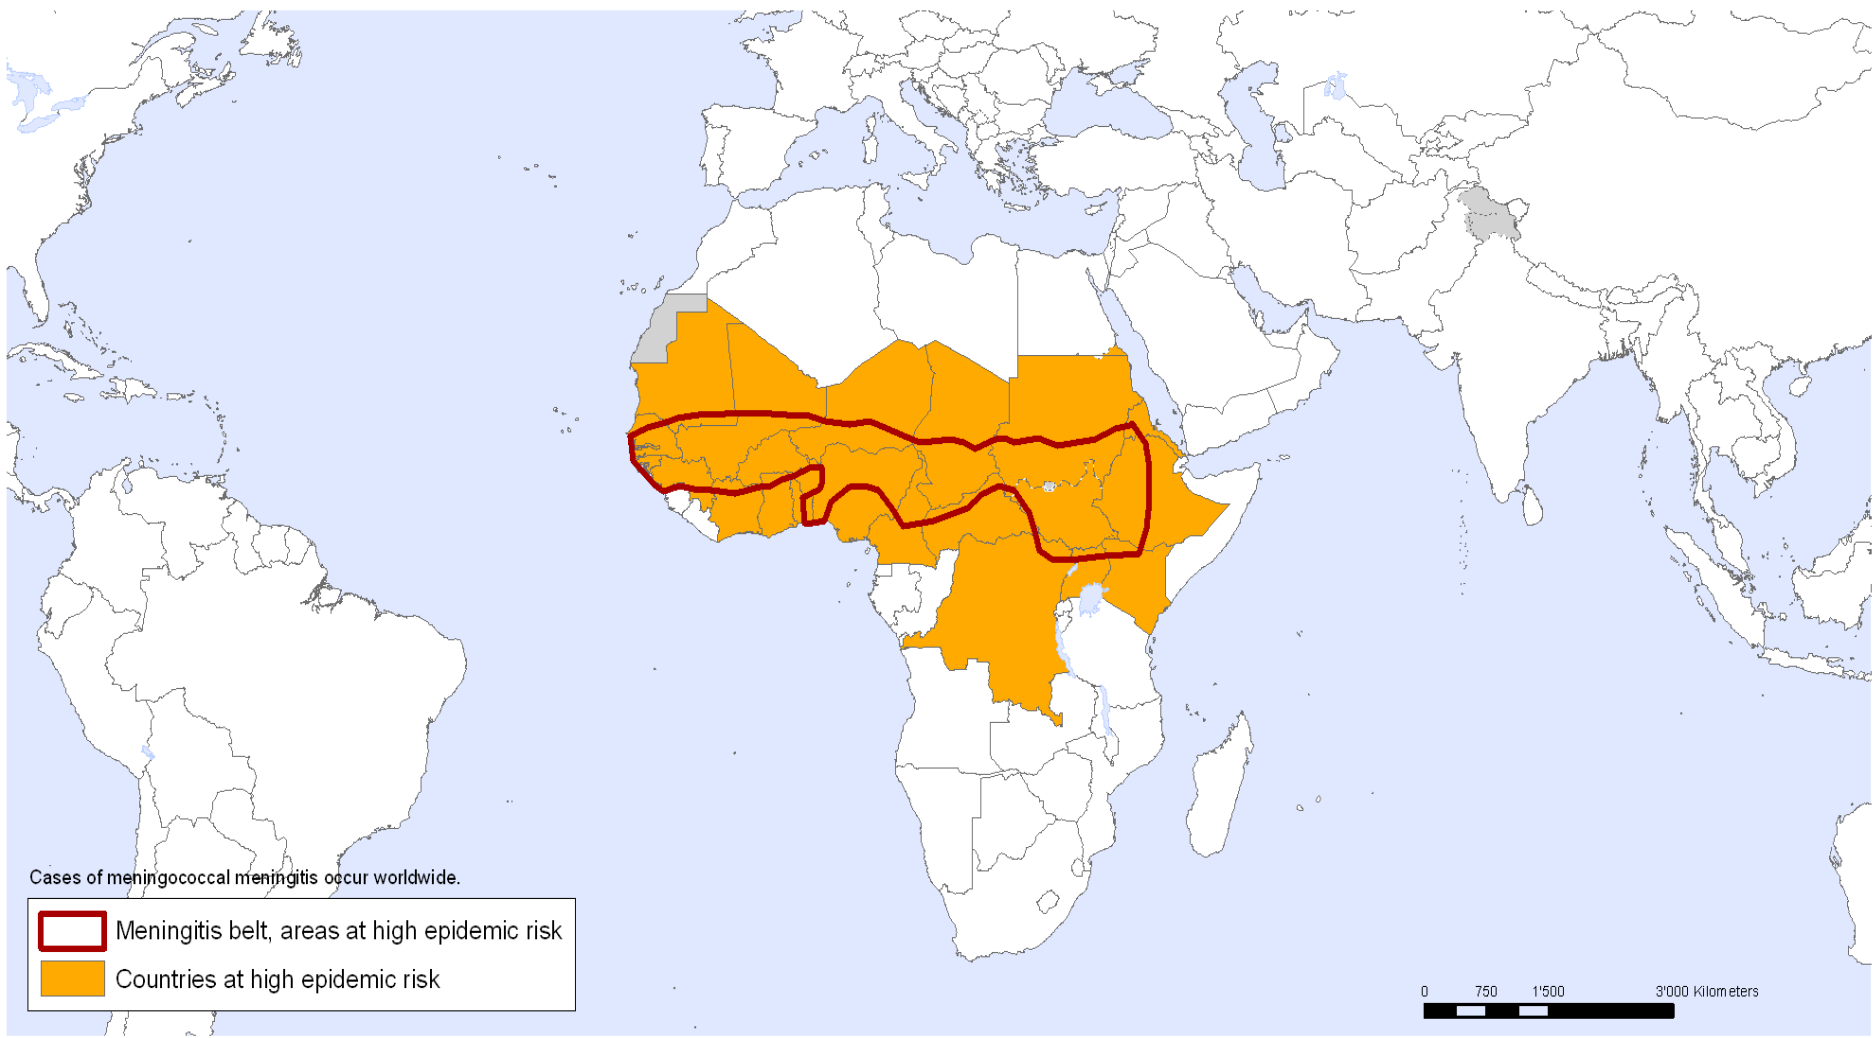 Cases of meningococcal meningitis occur worldwide.
Meningitis belt, areas at high epidemic risk
Countries at high epidemic risk
0 750 1'500 3'000 Kilometers